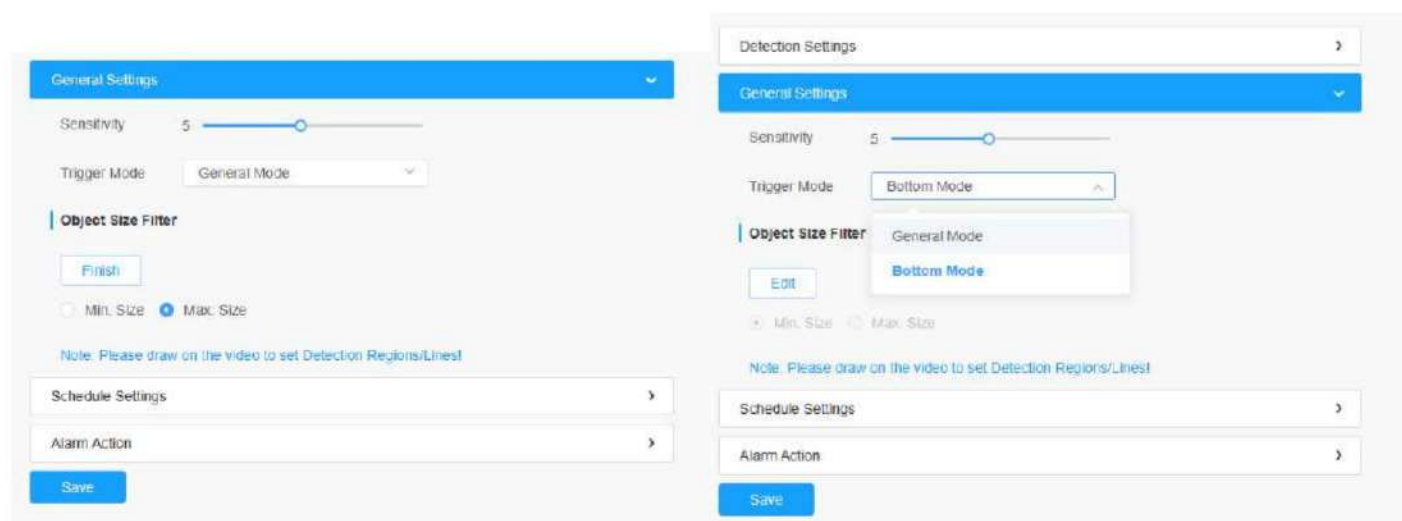 General Settings
Sensitivity 5
Trigger Mode General Mode
Object Size Filter
Finish
Min. Size Max. Size
Note: Please draw on the video to set Detection Regions/Lines!
Schedule Settings
Alarm Action
Save
Detection Settings
General Settings
Sensitivity 5
Trigger Mode Bottom Mode
General Mode
Bottom Mode
Object Size Filter
Edit
Min. Size Max. Size
Note: Please draw on the video to set Detection Regions/Lines!
Schedule Settings
Alarm Action
Save